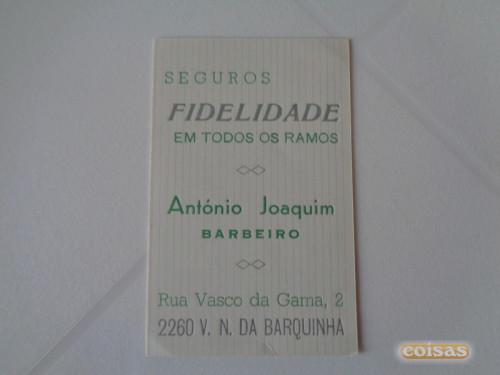 SEGUROS
FIDELIDADE
EM TODOS OS RAMOS
António Joaquim
BARBEIRO
Rua Vasco da Gama, 2
2260 V. N. DA BARQUINHA
coisas